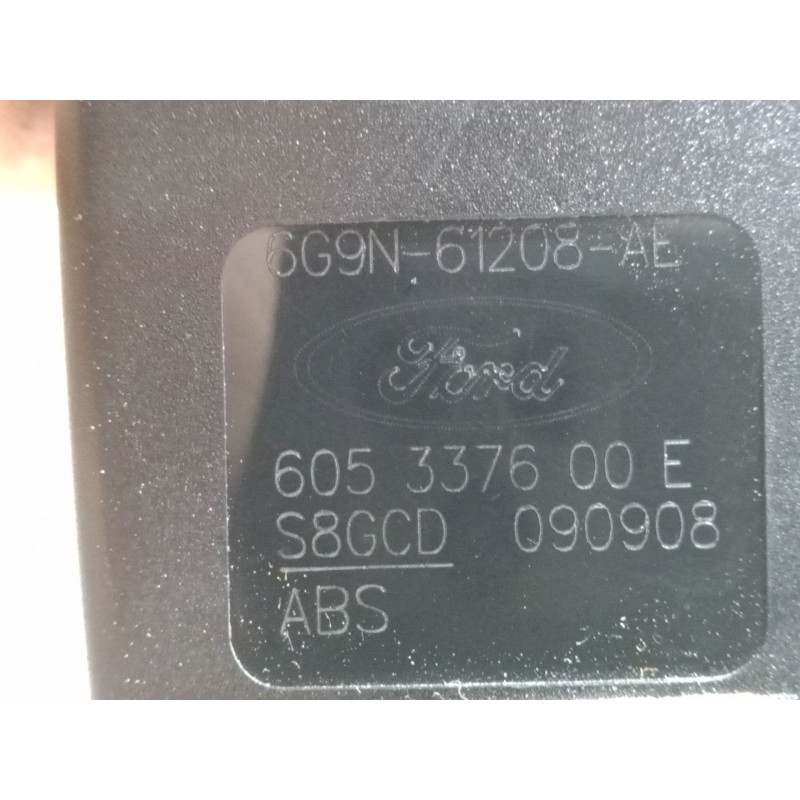 6G9N-61208-AE
Ford
605 3376 00 E
S8GCD 090908
ABS